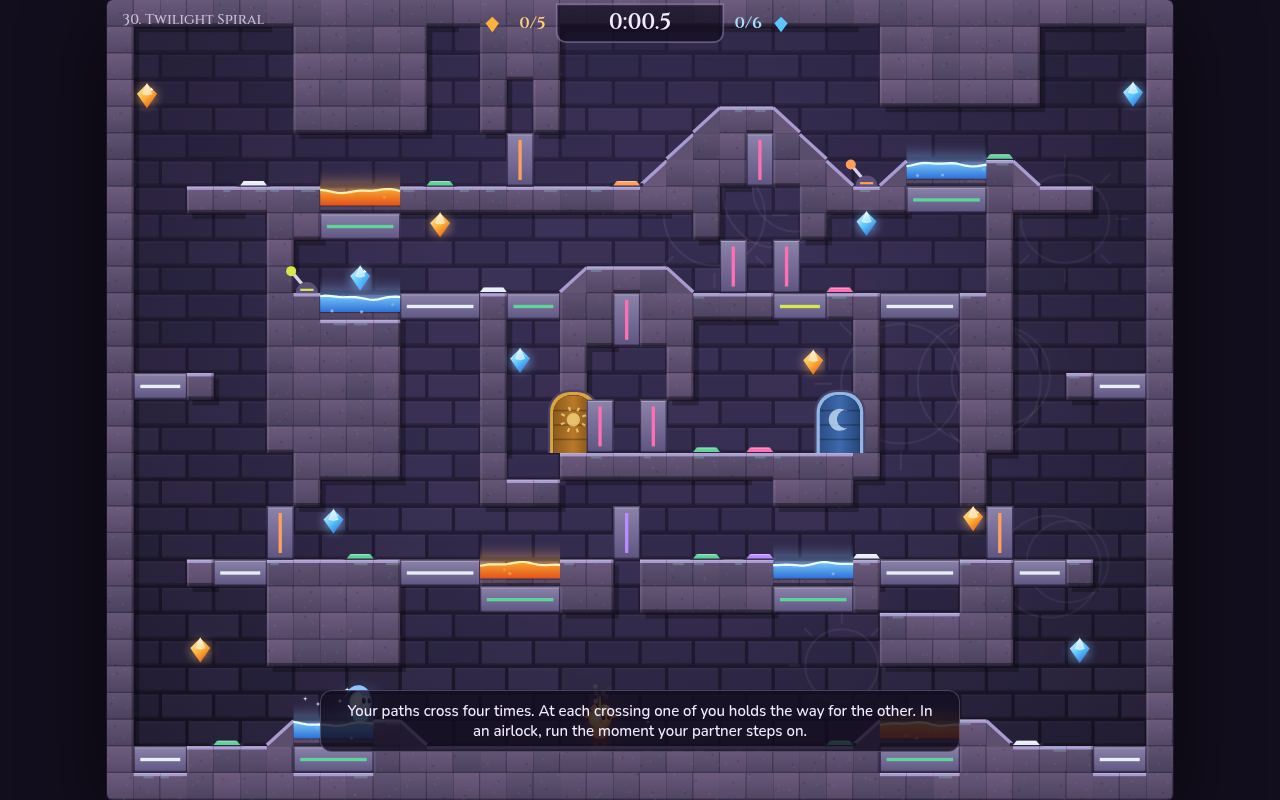 30. Twilight Spiral
0/5
0:00.5
0/6
Your paths cross four times. At each crossing one of you holds the way for the other. In
an airlock, run the moment your partner steps on.